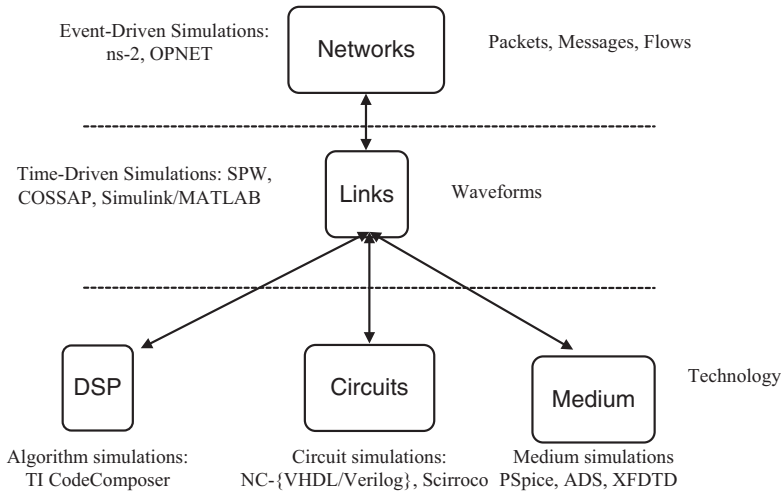 Event-Driven Simulations:
ns-2, OPNET
Networks
Packets, Messages, Flows
Time-Driven Simulations: SPW,
COSSAP, Simulink/MATLAB
Links
Waveforms
DSP
Circuits
Medium
Technology
Algorithm simulations:
TI CodeComposer
Circuit simulations:
NC-{VHDL/Verilog}, Scirroco
Medium simulations
PSpice, ADS, XFDTD